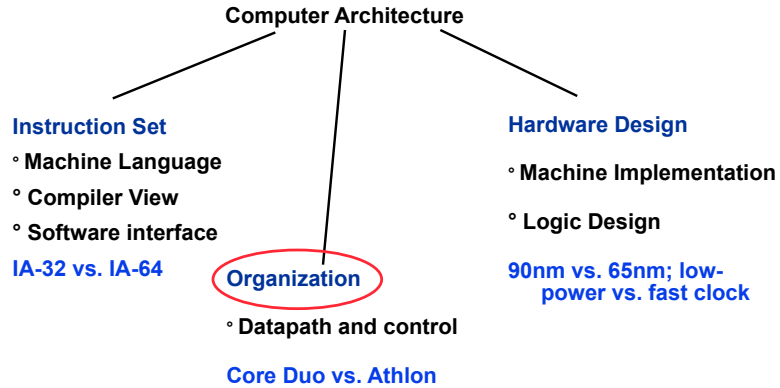 Computer Architecture
Instruction Set
° Machine Language
° Compiler View
° Software interface
IA-32 vs. IA-64
Organization
° Datapath and control
Core Duo vs. Athlon
Hardware Design
° Machine Implementation
° Logic Design
90nm vs. 65nm; low-
power vs. fast clock